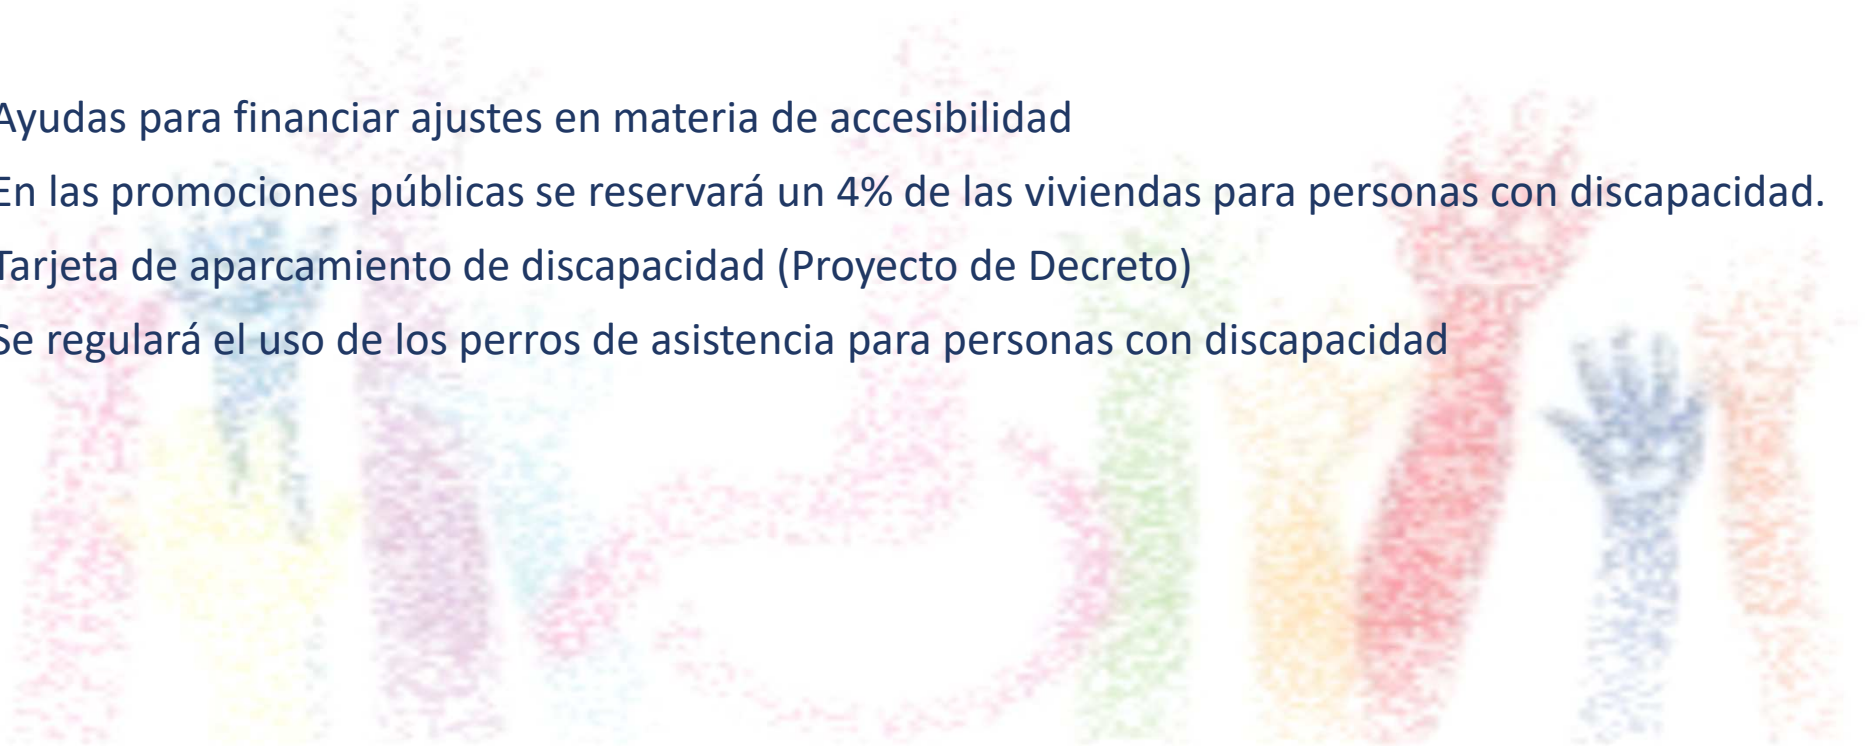 Ayudas para financiar ajustes en materia de accesibilidad
En las promociones públicas se reservará un 4% de las viviendas para personas con discapacidad.
Tarjeta de aparcamiento de discapacidad (Proyecto de Decreto)
Se regulará el uso de los perros de asistencia para personas con discapacidad